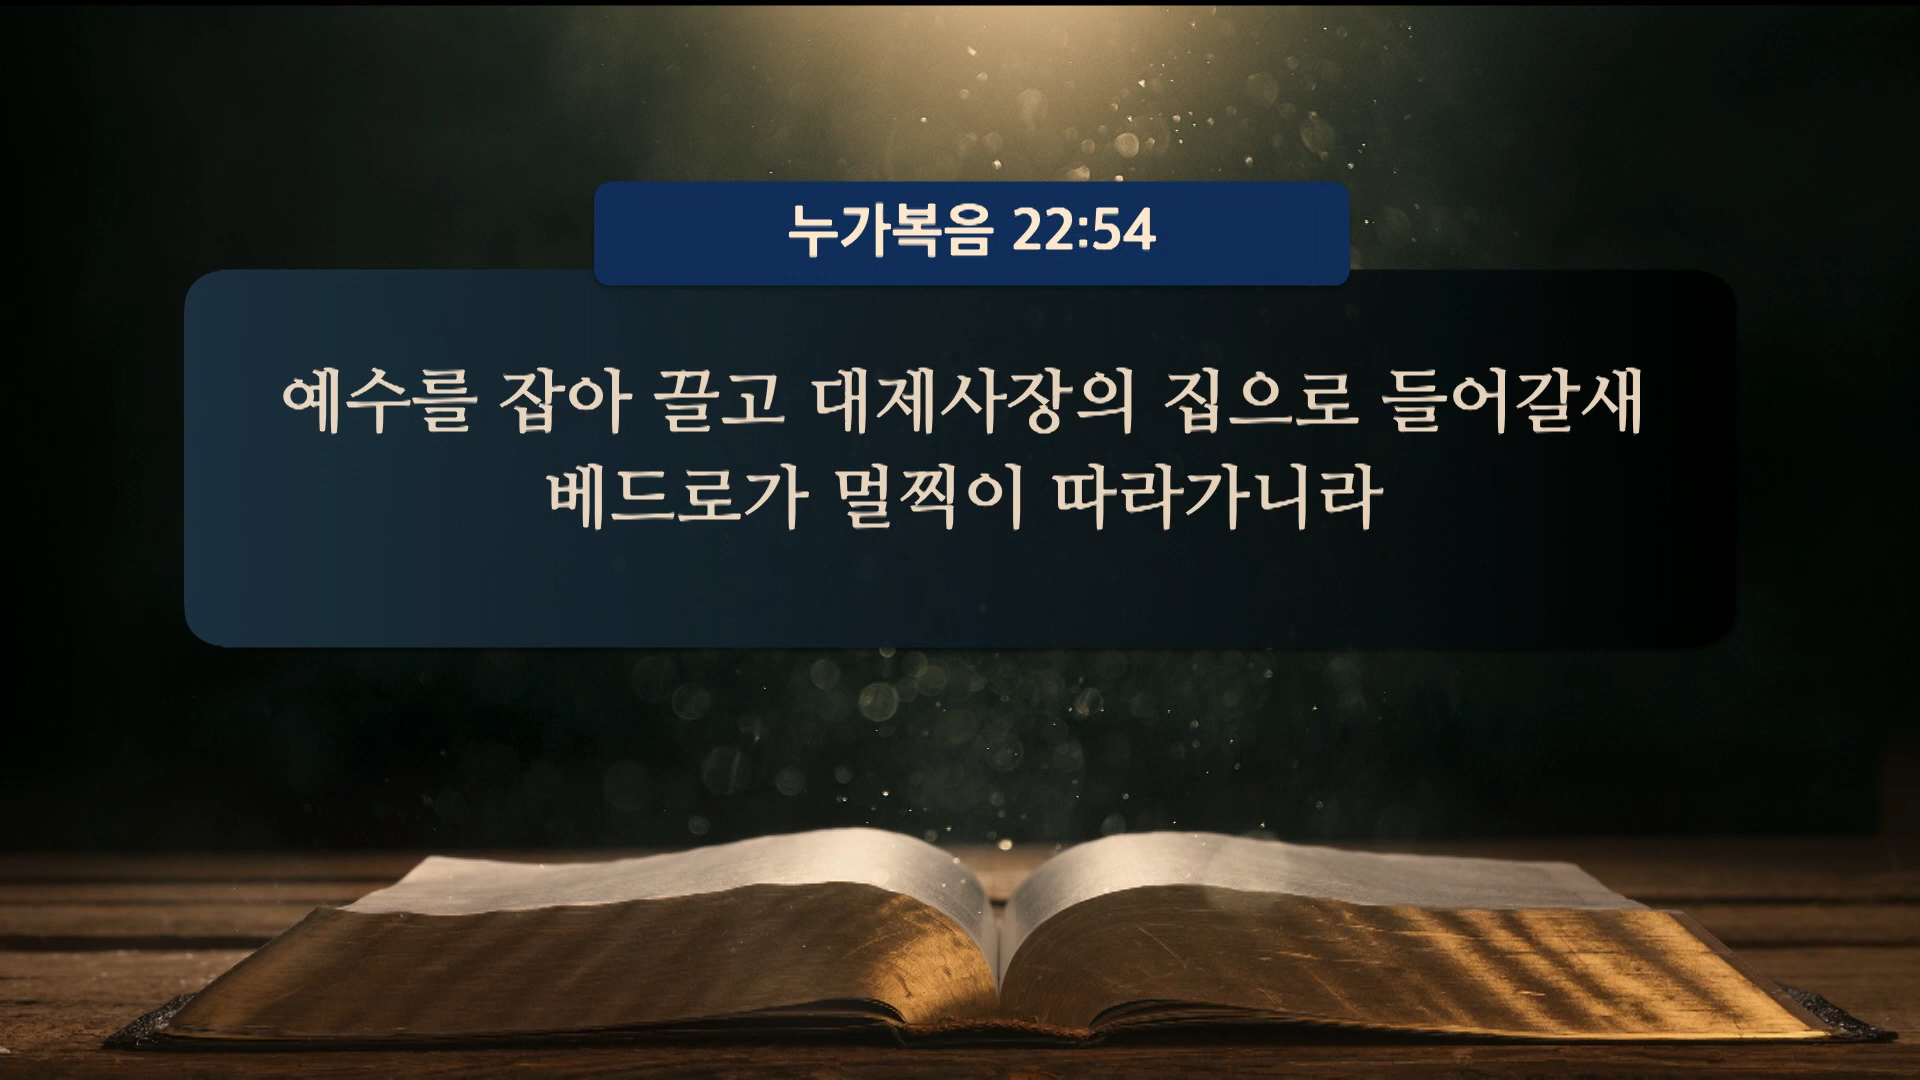 누가복음 22:54
예수를 잡아 끌고 대제사장의 집으로 들어갈새
베드로가 멀찍이 따라가니라